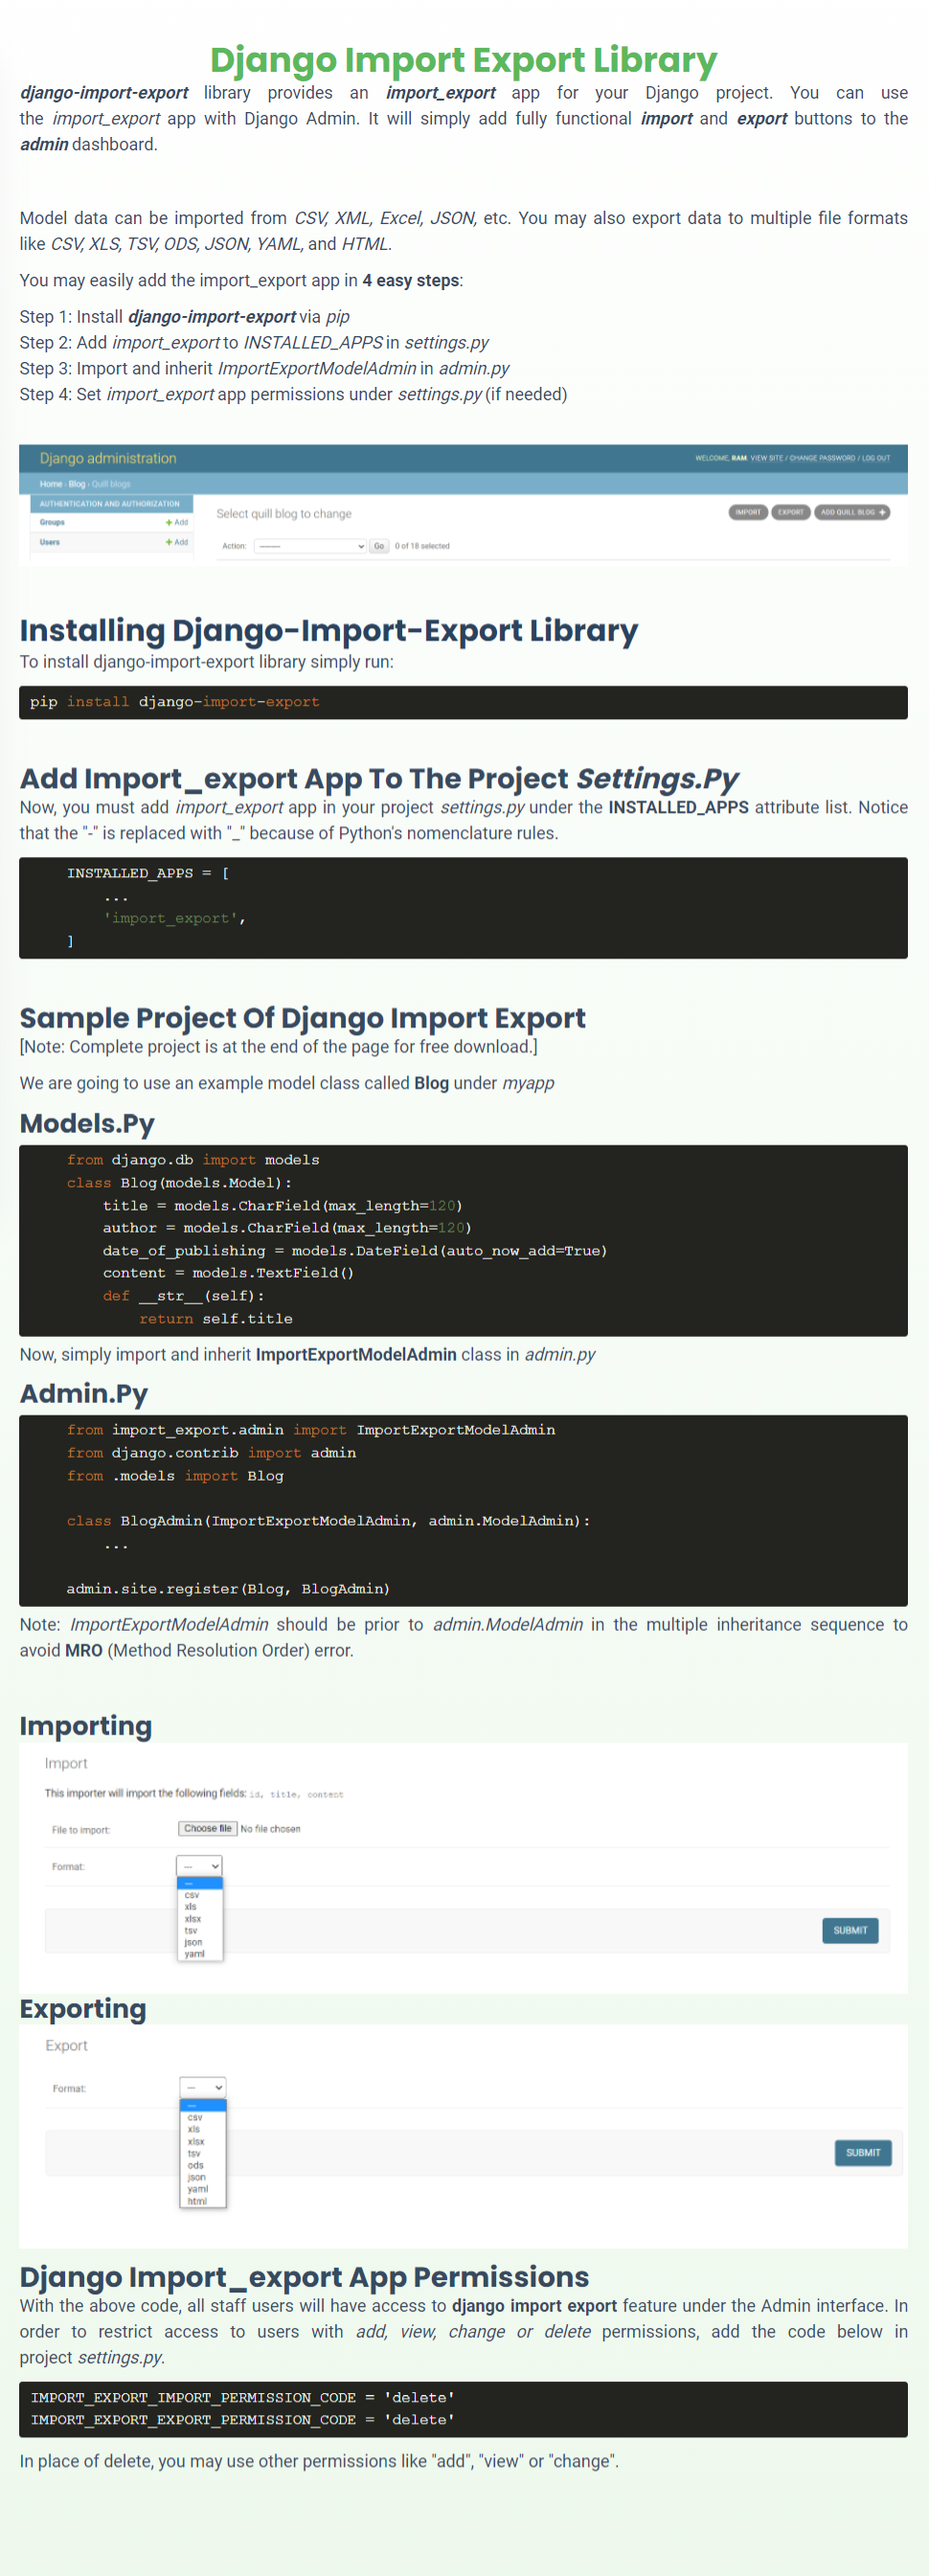 Django Import Export Library
django-import-export library provides an import_export app for your Django project. You can use
the import_export app with Django Admin. It will simply add fully functional import and export buttons to the
admin dashboard.
Model data can be imported from CSV, XML, Excel, JSON, etc. You may also export data to multiple file formats
like CSV, XLS, TSV, ODS, JSON, YAML, and HTML.
You may easily add the import_export app in 4 easy steps:
Step 1: Install django-import-export via pip
Step 2: Add import_export to INSTALLED_APPS in settings.py
Step 3: Import and inherit ImportExportModelAdmin in admin.py
Step 4: Set import_export app permissions under settings.py (if needed)
Django administration
WELCOME, RAM. VIEW SITE / CHANGE PASSWORD / LOG OUT
Home › Blog › Quill blogs
AUTHENTICATION AND AUTHORIZATION
Groups + Add
Users + Add
Select quill blog to change
IMPORT EXPORT ADD QUILL BLOG +
Action: --------- Go 0 of 18 selected
Installing Django-Import-Export Library
To install django-import-export library simply run:
pip install django-import-export
Add Import_export App To The Project Settings.Py
Now, you must add import_export app in your project settings.py under the INSTALLED_APPS attribute list. Notice
that the "-" is replaced with "_" because of Python's nomenclature rules.
INSTALLED_APPS = [
...
'import_export',
]
Sample Project Of Django Import Export
[Note: Complete project is at the end of the page for free download.]
We are going to use an example model class called Blog under myapp
Models.Py
from django.db import models
class Blog(models.Model):
title = models.CharField(max_length=120)
author = models.CharField(max_length=120)
date_of_publishing = models.DateField(auto_now_add=True)
content = models.TextField()
def __str__(self):
return self.title
Now, simply import and inherit ImportExportModelAdmin class in admin.py
Admin.Py
from import_export.admin import ImportExportModelAdmin
from django.contrib import admin
from .models import Blog
class BlogAdmin(ImportExportModelAdmin, admin.ModelAdmin):
...
admin.site.register(Blog, BlogAdmin)
Note: ImportExportModelAdmin should be prior to admin.ModelAdmin in the multiple inheritance sequence to
avoid MRO (Method Resolution Order) error.
Importing
Import
This importer will import the following fields: id, title, content
File to import: Choose file No file chosen
Format: ---
---
csv
xls
xlsx
tsv
json
yaml
SUBMIT
Exporting
Export
Format: ---
---
csv
xls
xlsx
tsv
ods
json
yaml
html
SUBMIT
Django Import_export App Permissions
With the above code, all staff users will have access to django import export feature under the Admin interface. In
order to restrict access to users with add, view, change or delete permissions, add the code below in
project settings.py.
IMPORT_EXPORT_IMPORT_PERMISSION_CODE = 'delete'
IMPORT_EXPORT_EXPORT_PERMISSION_CODE = 'delete'
In place of delete, you may use other permissions like "add", "view" or "change".